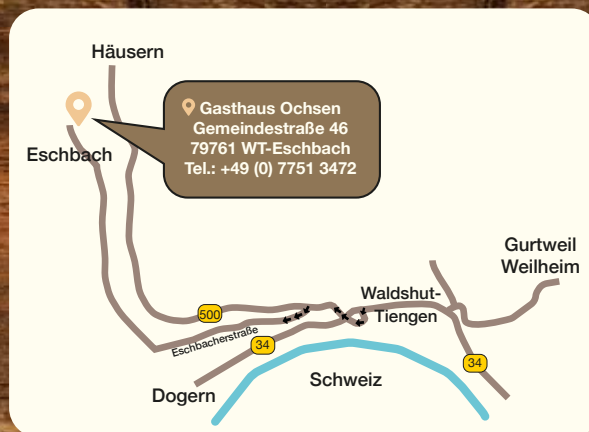 Häusern
Gasthaus Ochsen
Gemeindestraße 46
79761 WT-Eschbach
Tel.: +49 (0) 7751 3472
Eschbach
Gurtweil
Weilheim
Waldshut-
Tiengen
500
Eschbacherstraße
34
34
Schweiz
Dogern